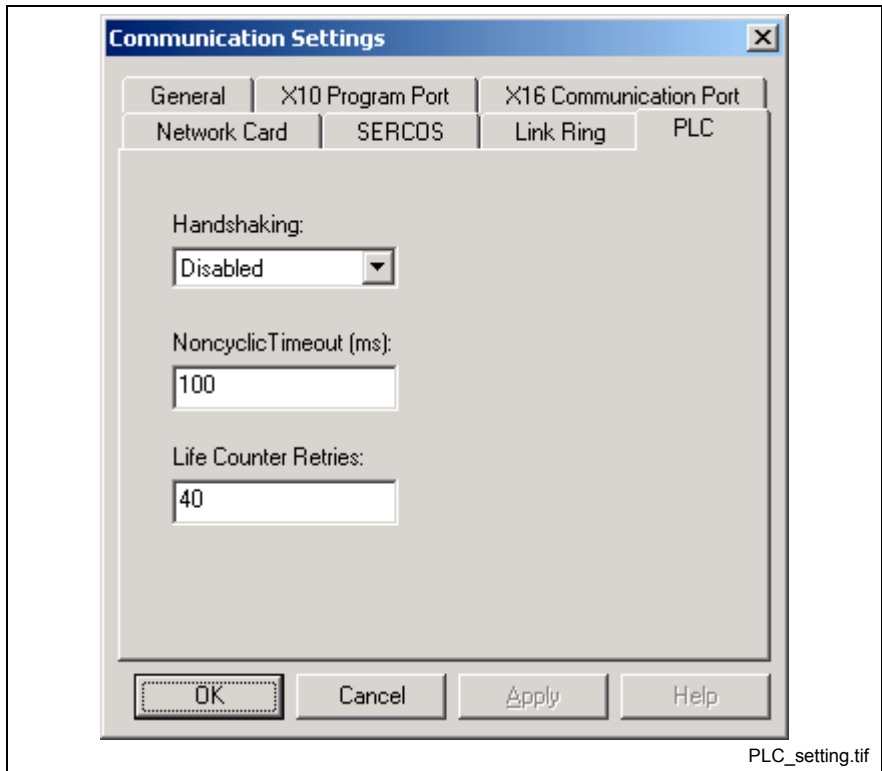 Communication Settings
General X10 Program Port X16 Communication Port
Network Card SERCOS Link Ring PLC
Handshaking:
Disabled
NoncyclicTimeout (ms):
100
Life Counter Retries:
40
OK Cancel Apply Help
PLC_setting.tif